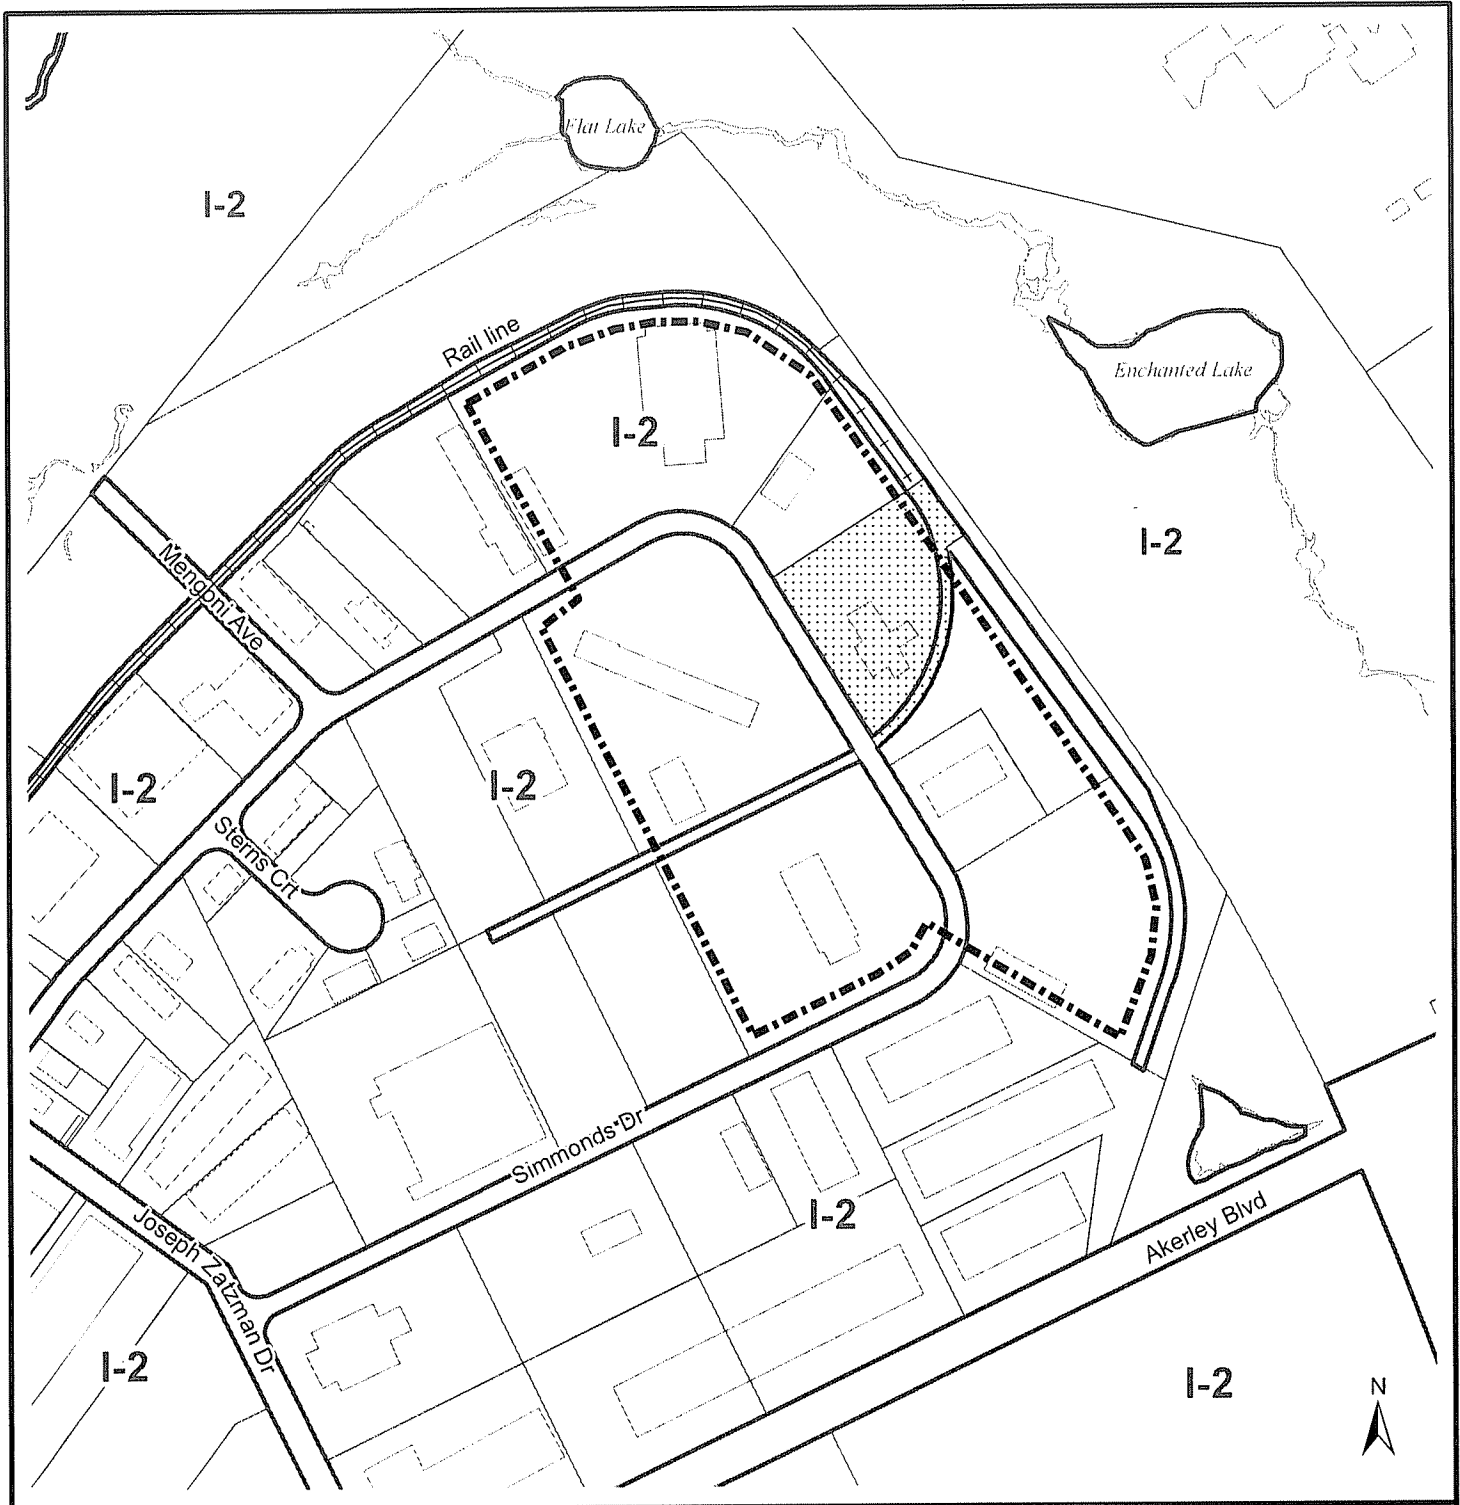 Flat Lake
I-2
Rail line
Enchanted Lake
I-2
I-2
Mengoni Ave
I-2
I-2
Sterns Crt
Simmonds Dr
I-2
Joseph Zatzman Dr
Akerley Blvd
I-2
I-2
N